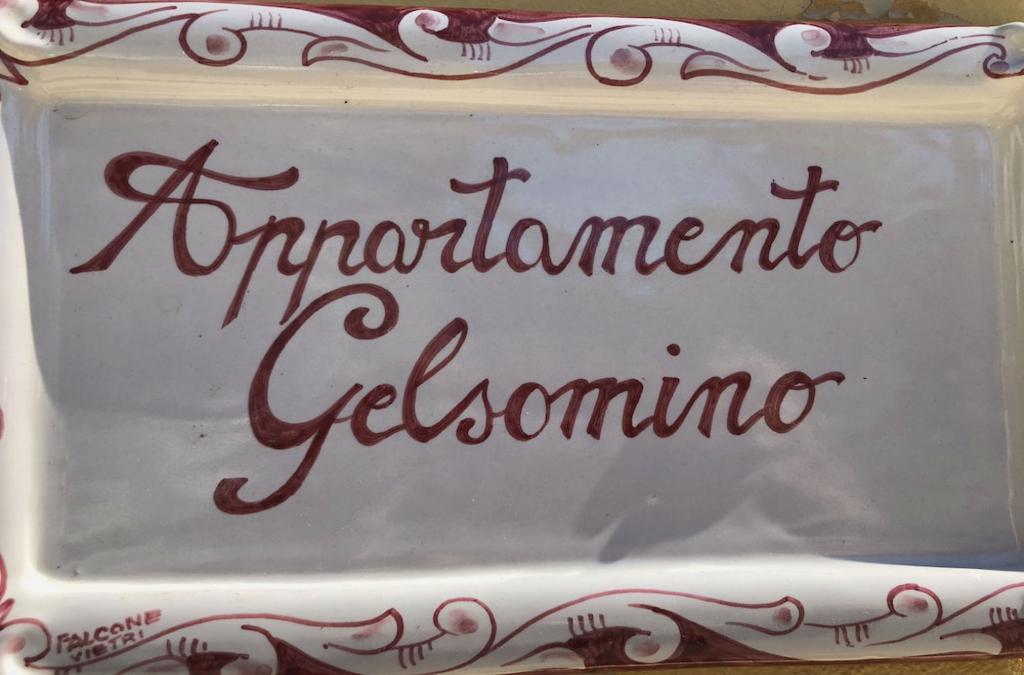 Appartamento
Gelsomino
FALCONE
VIETRI